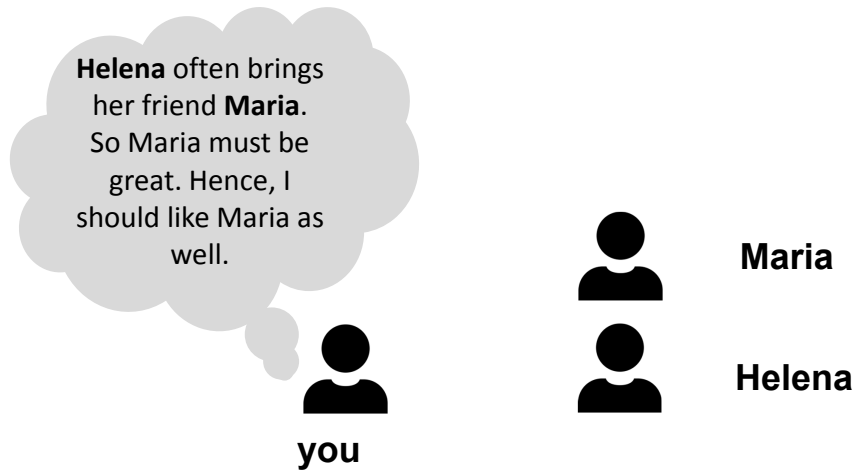 Helena often brings
her friend Maria.
So Maria must be
great. Hence, I
should like Maria as
well.
Maria
Helena
you